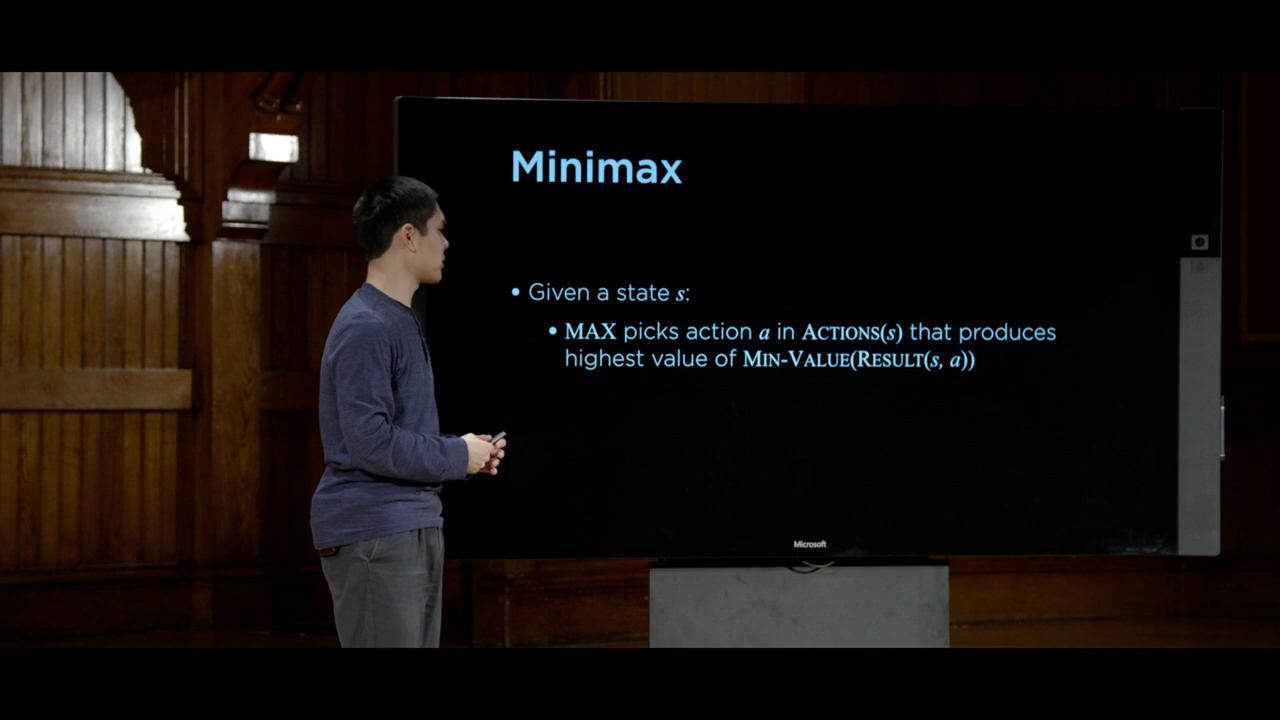 Minimax
• Given a state s:
• MAX picks action a in ACTIONS(s) that produces
highest value of MIN-VALUE(RESULT(s, a))
Microsoft